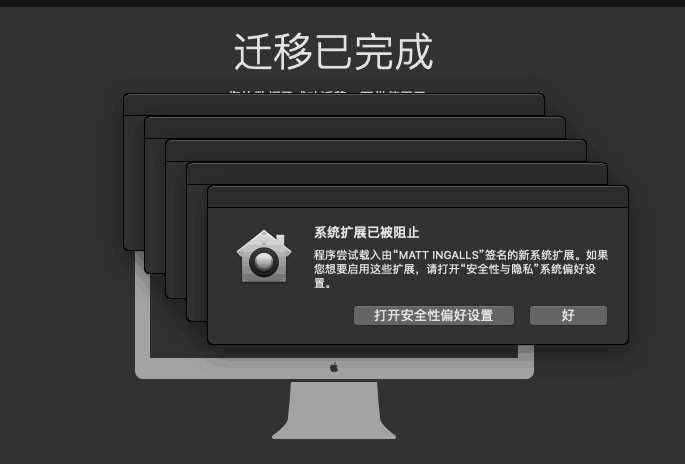 迁移已完成
系统扩展已被阻止
程序尝试载入由“MATT INGALLS”签名的新系统扩展。如果
您想要启用这些扩展，请打开“安全性与隐私”系统偏好设
置。
打开安全性偏好设置
好